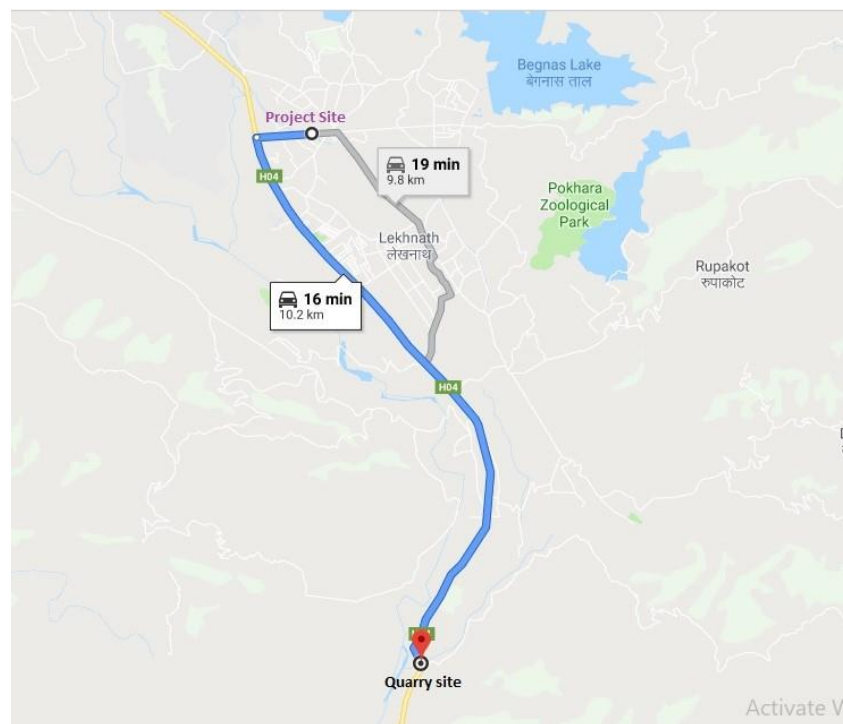 Begnas Lake
बेगनास ताल
Project Site
H04
19 min
9.8 km
Pokhara
Zoological
Park
Lekhnath
लेखनाथ
Rupakot
रुपाकोट
16 min
10.2 km
H04
Quarry site
Activate